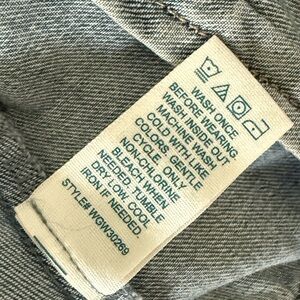 WASH ONCE
BEFORE WEARING.
WASH INSIDE OUT
MACHINE WASH
COLD WITH LIKE
COLORS GENTLE
CYCLE ONLY
NON-CHLORINE
BLEACH WHEN
NEEDED, TUMBLE
DRY LOW, COOL
IRON IF NEEDED
STYLE# WGW30269